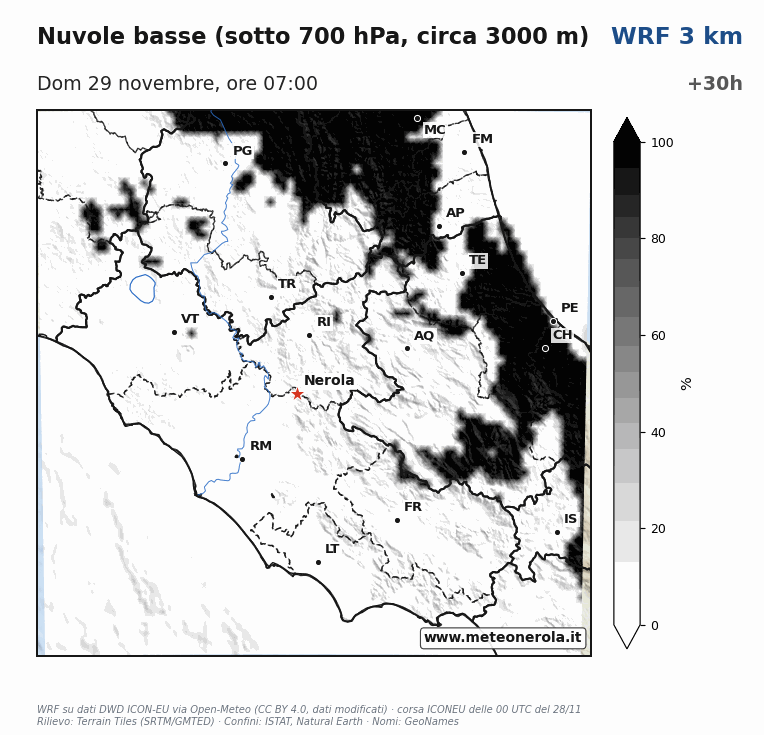 Nuvole basse (sotto 700 hPa, circa 3000 m) WRF 3 km
Dom 29 novembre, ore 07:00 +30h
MC
FM
PG
AP
TE
TR
PE
VT
RI
AQ
CH
Nerola
RM
FR
IS
LT
www.meteonerola.it
100
80
60
40
20
0
%
WRF su dati DWD ICON-EU via Open-Meteo (CC BY 4.0, dati modificati) · corsa ICONEU delle 00 UTC del 28/11
Rilievo: Terrain Tiles (SRTM/GMTED) · Confini: ISTAT, Natural Earth · Nomi: GeoNames